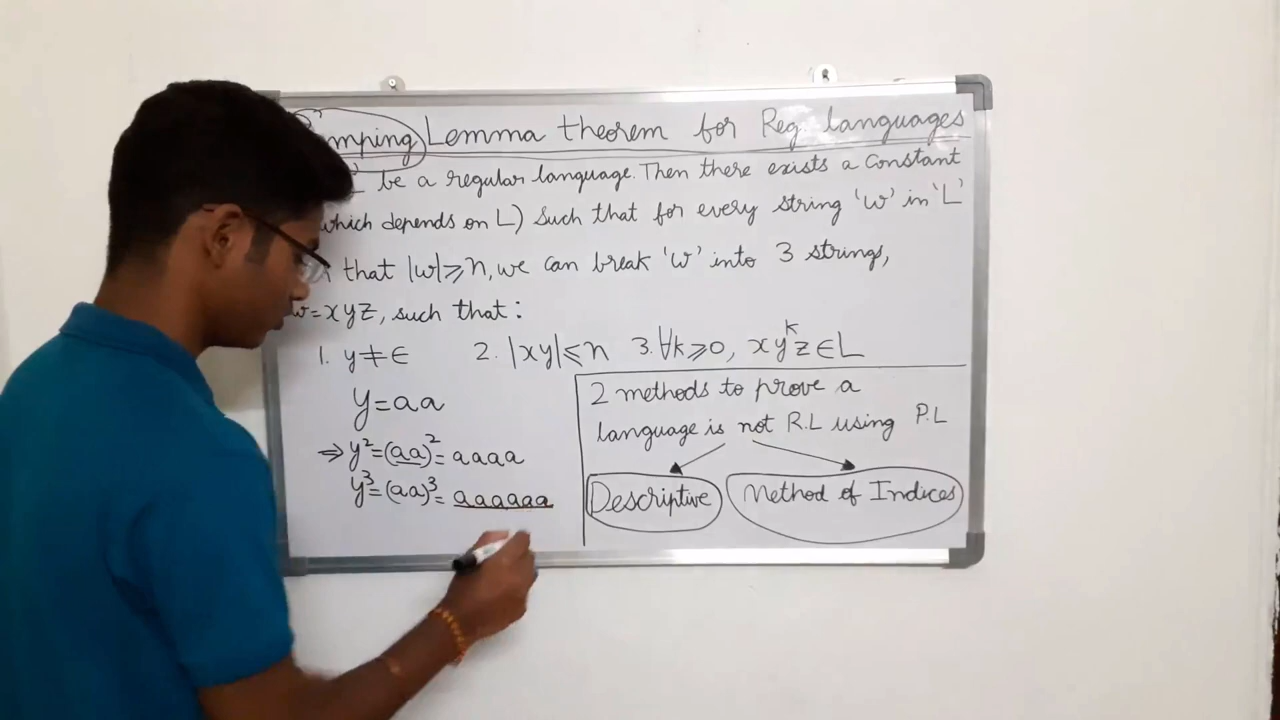 mping Lemma theorem for Reg. languages
be a regular language. Then there exists a Constant
which depends on L) Such that for every string 'w' in 'L'
that |w|⩾n, we can break 'w' into 3 strings,
w=xyz, such that:
1. y≠∈ 2. |xy|⩽n 3. ∀k⩾0, xy^kz∈L
y=aa
⇒ y²=(aa)²= aaaa
y³=(aa)³= aaaaaa
2 methods to prove a
language is not R.L using P.L
Descriptive Method of Indices